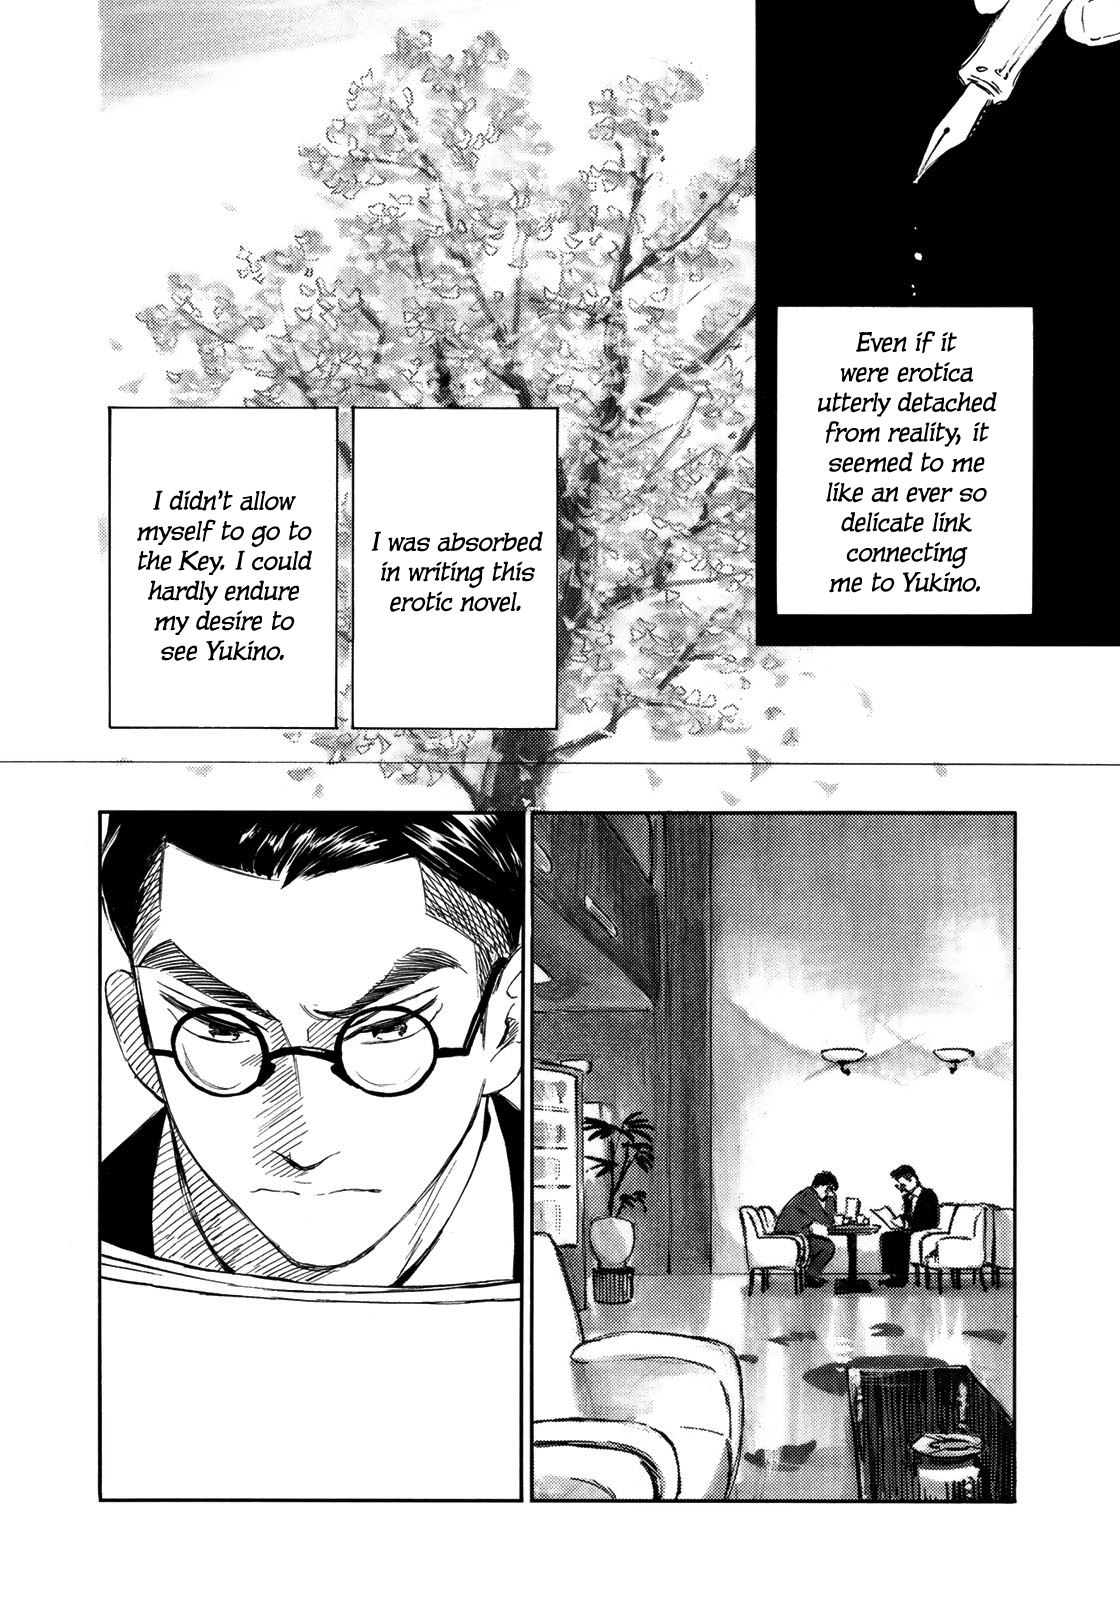 Even if it
were erotica
utterly detached
from reality, it
seemed to me
like an ever so
delicate link
connecting
me to Yukino.
I was absorbed
in writing this
erotic novel.
I didn't allow
myself to go to
the Key. I could
hardly endure
my desire to
see Yukino.